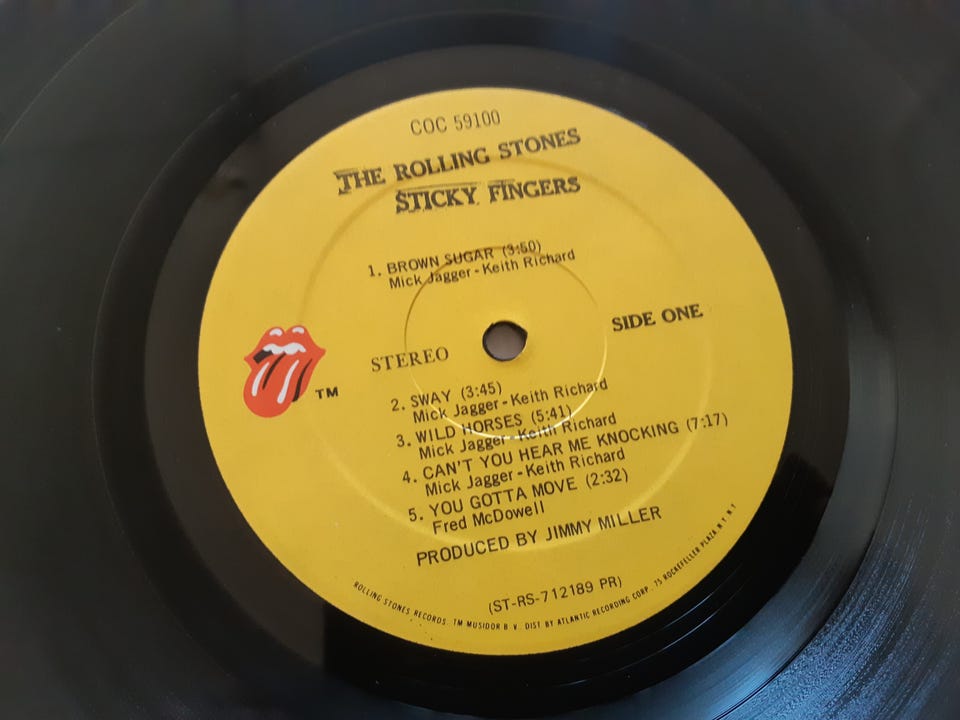 COC 59100
THE ROLLING STONES
STICKY FINGERS
1. BROWN SUGAR (3:50)
Mick Jagger - Keith Richard
SIDE ONE
STEREO
TM
2. SWAY (3:45)
Mick Jagger - Keith Richard
3. WILD HORSES (5:41)
Mick Jagger - Keith Richard
4. CAN'T YOU HEAR ME KNOCKING (7:17)
Mick Jagger - Keith Richard
5. YOU GOTTA MOVE (2:32)
Fred McDowell
PRODUCED BY JIMMY MILLER
(ST-RS-712189 PR)
ROLLING STONES RECORDS. TM MUSIDOR B. V. DIST BY ATLANTIC RECORDING CORP. 75 ROCKEFELLER PLAZA, N.Y. N.Y.